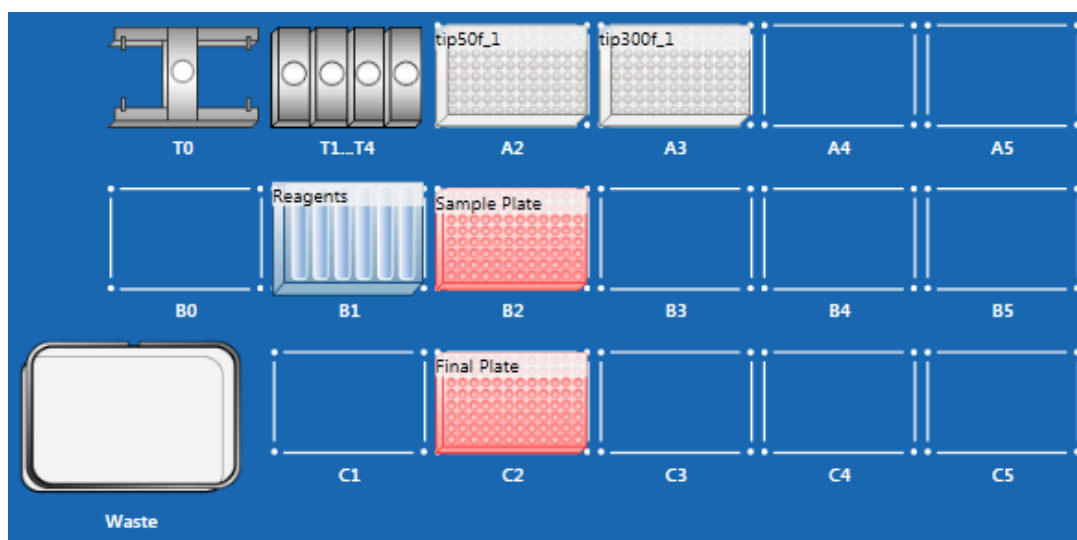 tip50f_1
tip300f_1
T0
T1...T4
A2
A3
A4
A5
Reagents
Sample Plate
B0
B1
B2
B3
B4
B5
Final Plate
C1
C2
C3
C4
C5
Waste